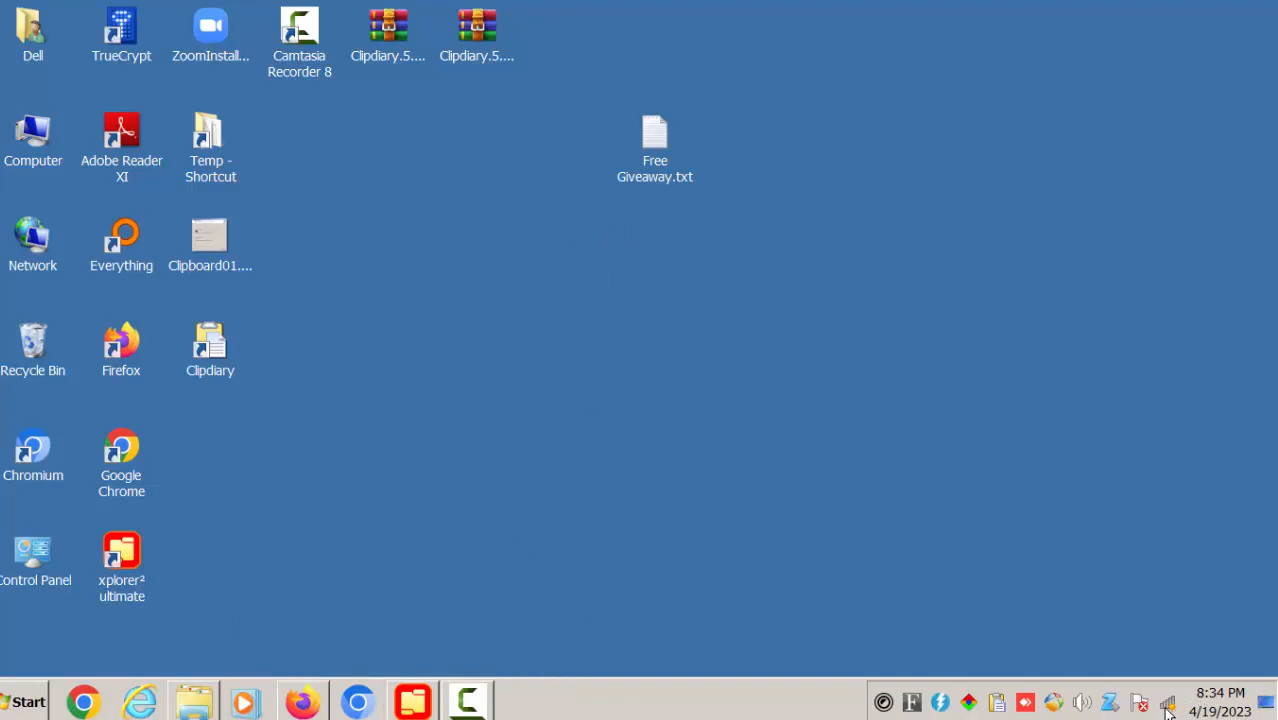 Dell
TrueCrypt
ZoomInstall...
Camtasia
Recorder 8
Clipdiary.5....
Clipdiary.5....
Computer
Adobe Reader
XI
Temp -
Shortcut
Free
Giveaway.txt
Network
Everything
Clipboard01....
Recycle Bin
Firefox
Clipdiary
Chromium
Google
Chrome
Control Panel
xplorer²
ultimate
Start
8:34 PM
4/19/2023